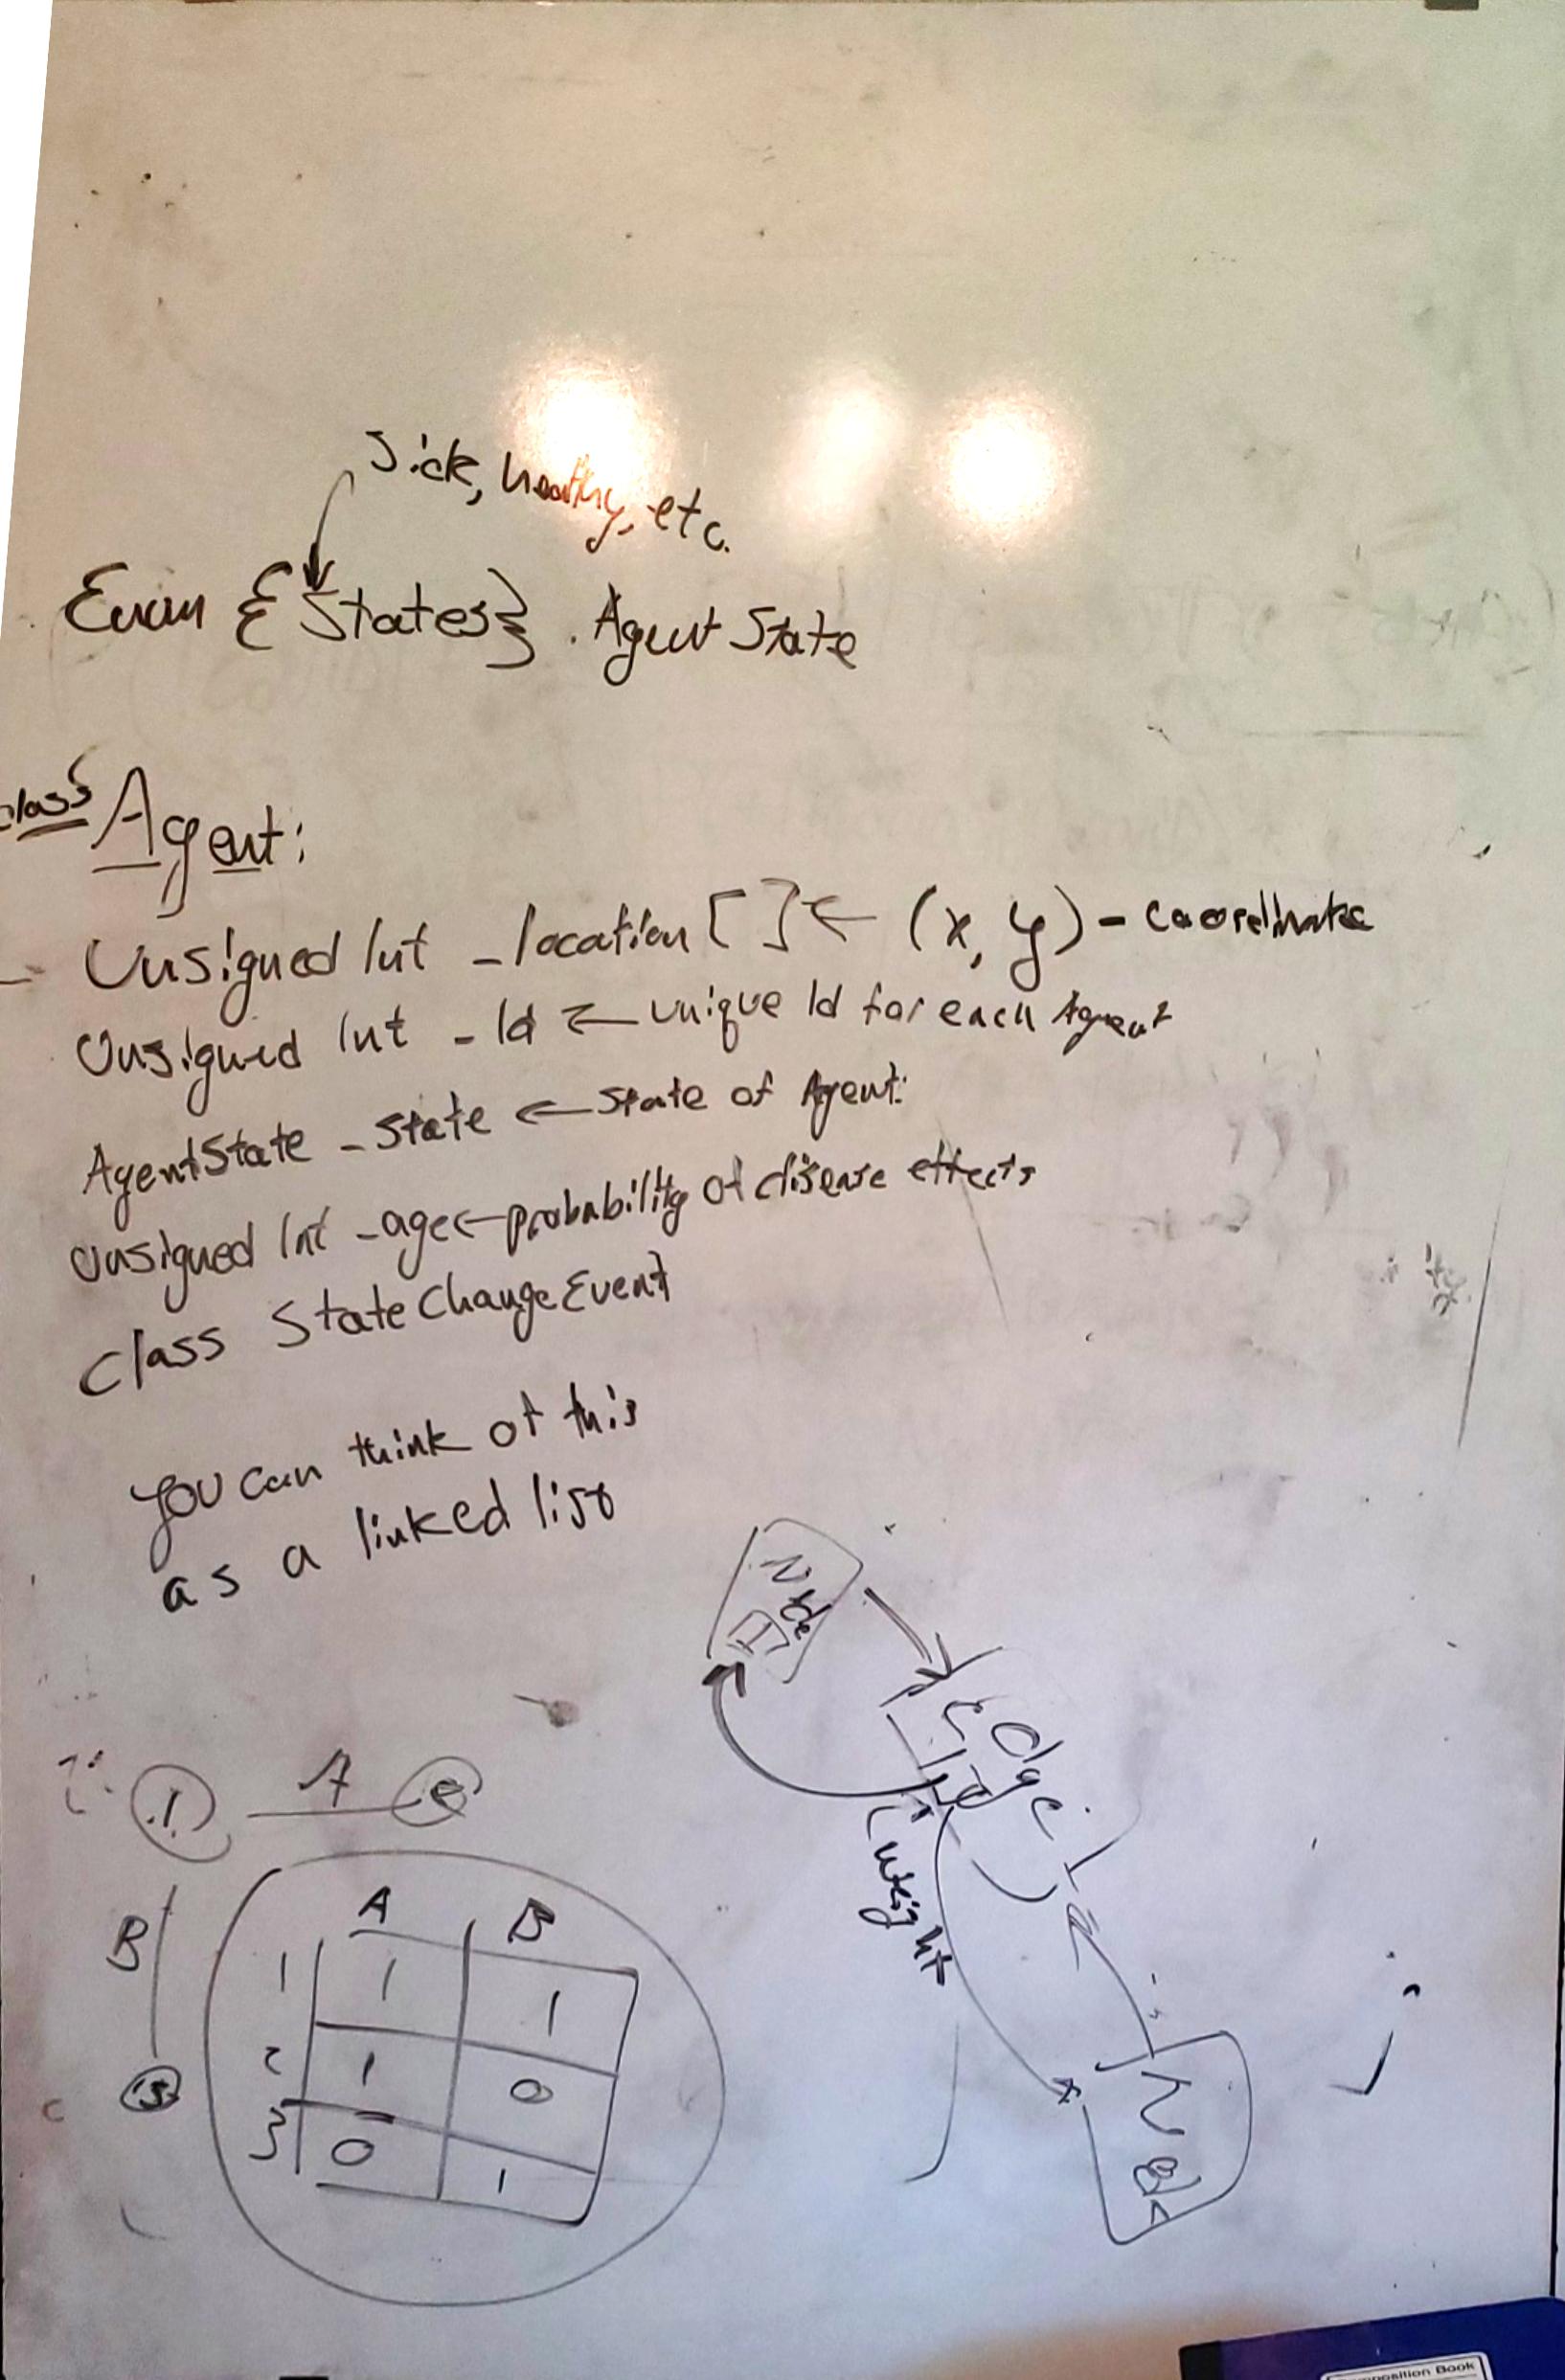 Sick, healthy, etc.
Enum {States} . AgentState
class Agent:
Unsigned Int _location [ ] ← (x, y) - coordinate
Unsigned Int _Id ← unique Id for each Agent
AgentState _state ← state of Agent:
Unsigned Int _age ← probability of disease effects
class StateChangeEvent
You can think of this
as a linked list
Node
Edge
weight
Node
1 A
B
A B
1 1 1
2 1 0
3 0 1
Composition Book